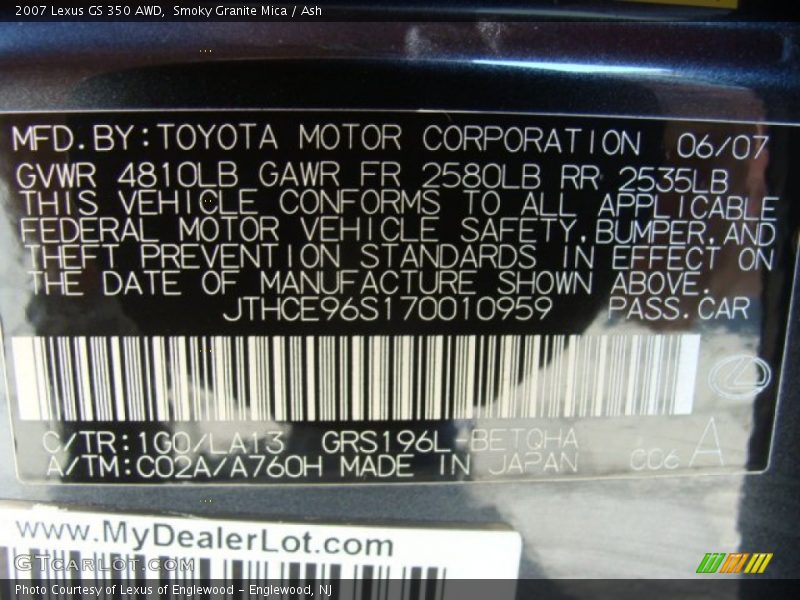 2007 Lexus GS 350 AWD, Smoky Granite Mica / Ash
MFD.BY:TOYOTA MOTOR CORPORATION 06/07
GVWR 4810LB GAWR FR 2580LB RR 2535LB
THIS VEHICLE CONFORMS TO ALL APPLICABLE
FEDERAL MOTOR VEHICLE SAFETY,BUMPER,AND
THEFT PREVENTION STANDARDS IN EFFECT ON
THE DATE OF MANUFACTURE SHOWN ABOVE.
JTHCE96S170010959 PASS.CAR
C/TR:1G0/LA13 GRS196L-BETQHA
A/TM:C02A/A760H MADE IN JAPAN C06 A
www.MyDealerLot.com
GTcarlot.com
Photo Courtesy of Lexus of Englewood - Englewood, NJ